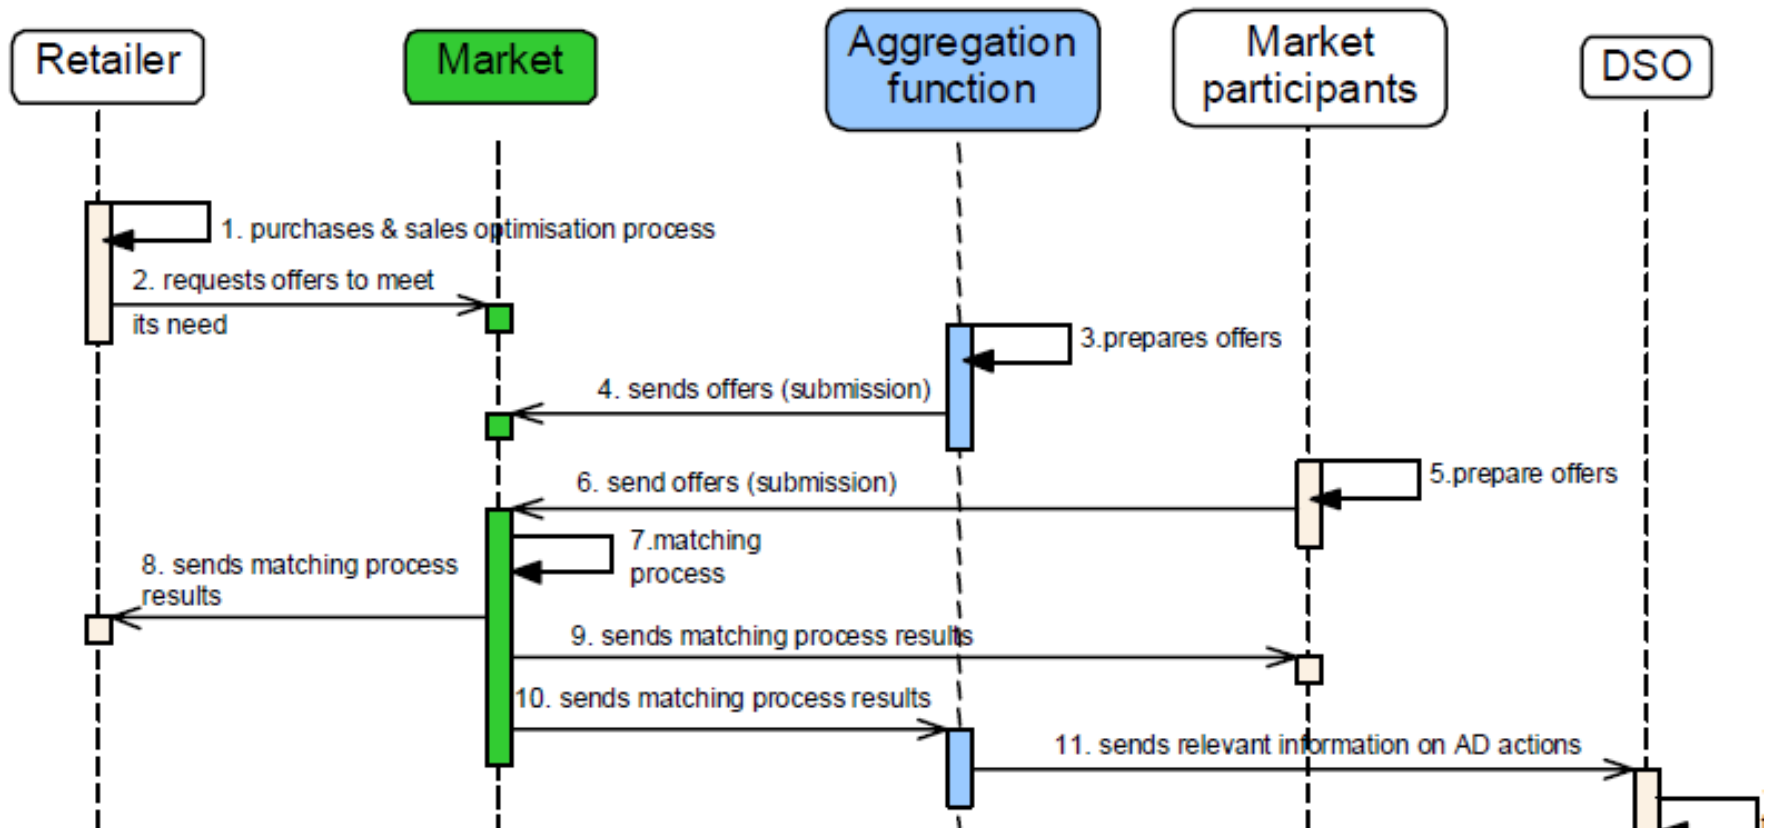 Retailer
Market
Aggregation
function
Market
participants
DSO
1. purchases & sales optimisation process
2. requests offers to meet
its need
3.prepares offers
4. sends offers (submission)
5.prepare offers
6. send offers (submission)
7.matching
process
8. sends matching process
results
9. sends matching process results
10. sends matching process results
11. sends relevant information on AD actions